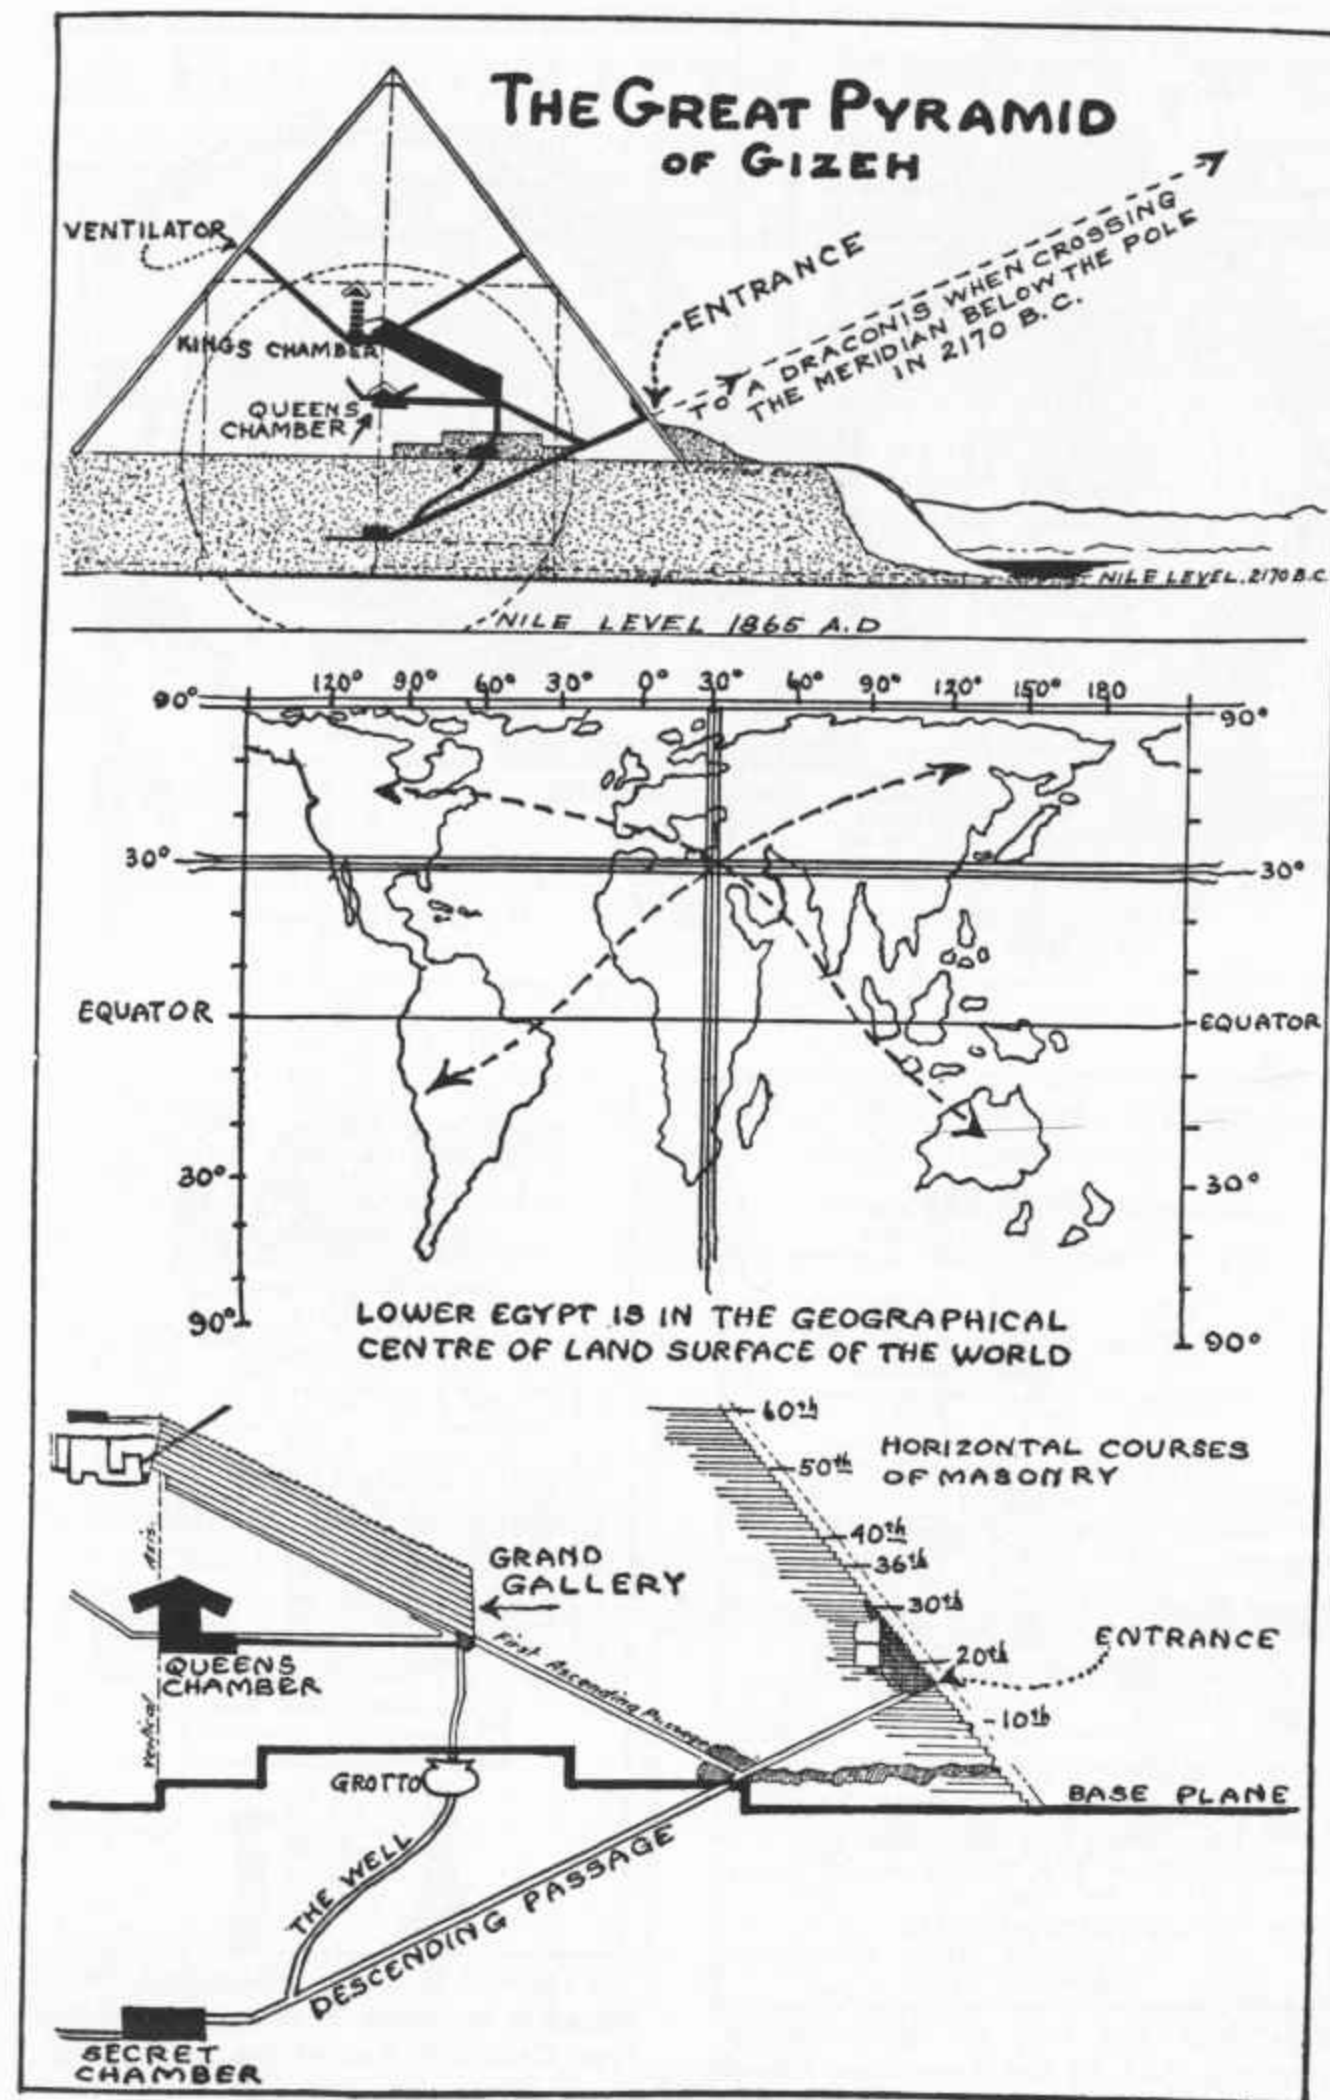 THE GREAT PYRAMID
OF GIZEH
VENTILATOR
ENTRANCE
TO A DRACONIS WHEN CROSSING
THE MERIDIAN BELOW THE POLE
IN 2170 B.C.
KINGS CHAMBER
QUEENS
CHAMBER
NILE LEVEL, 2170 B.C.
NILE LEVEL 1865 A.D
120° 90° 60° 30° 0° 30° 60° 90° 120° 150° 180
90° 90°
30° 30°
EQUATOR EQUATOR
30° 30°
90° 90°
LOWER EGYPT IS IN THE GEOGRAPHICAL
CENTRE OF LAND SURFACE OF THE WORLD
60th
HORIZONTAL COURSES
OF MASONRY
50th
40th
36th
30th
20th
10th
ENTRANCE
GRAND
GALLERY
First Ascending Passage
Vertical Axis
QUEENS
CHAMBER
GROTTO
BASE PLANE
THE WELL
DESCENDING PASSAGE
SECRET
CHAMBER